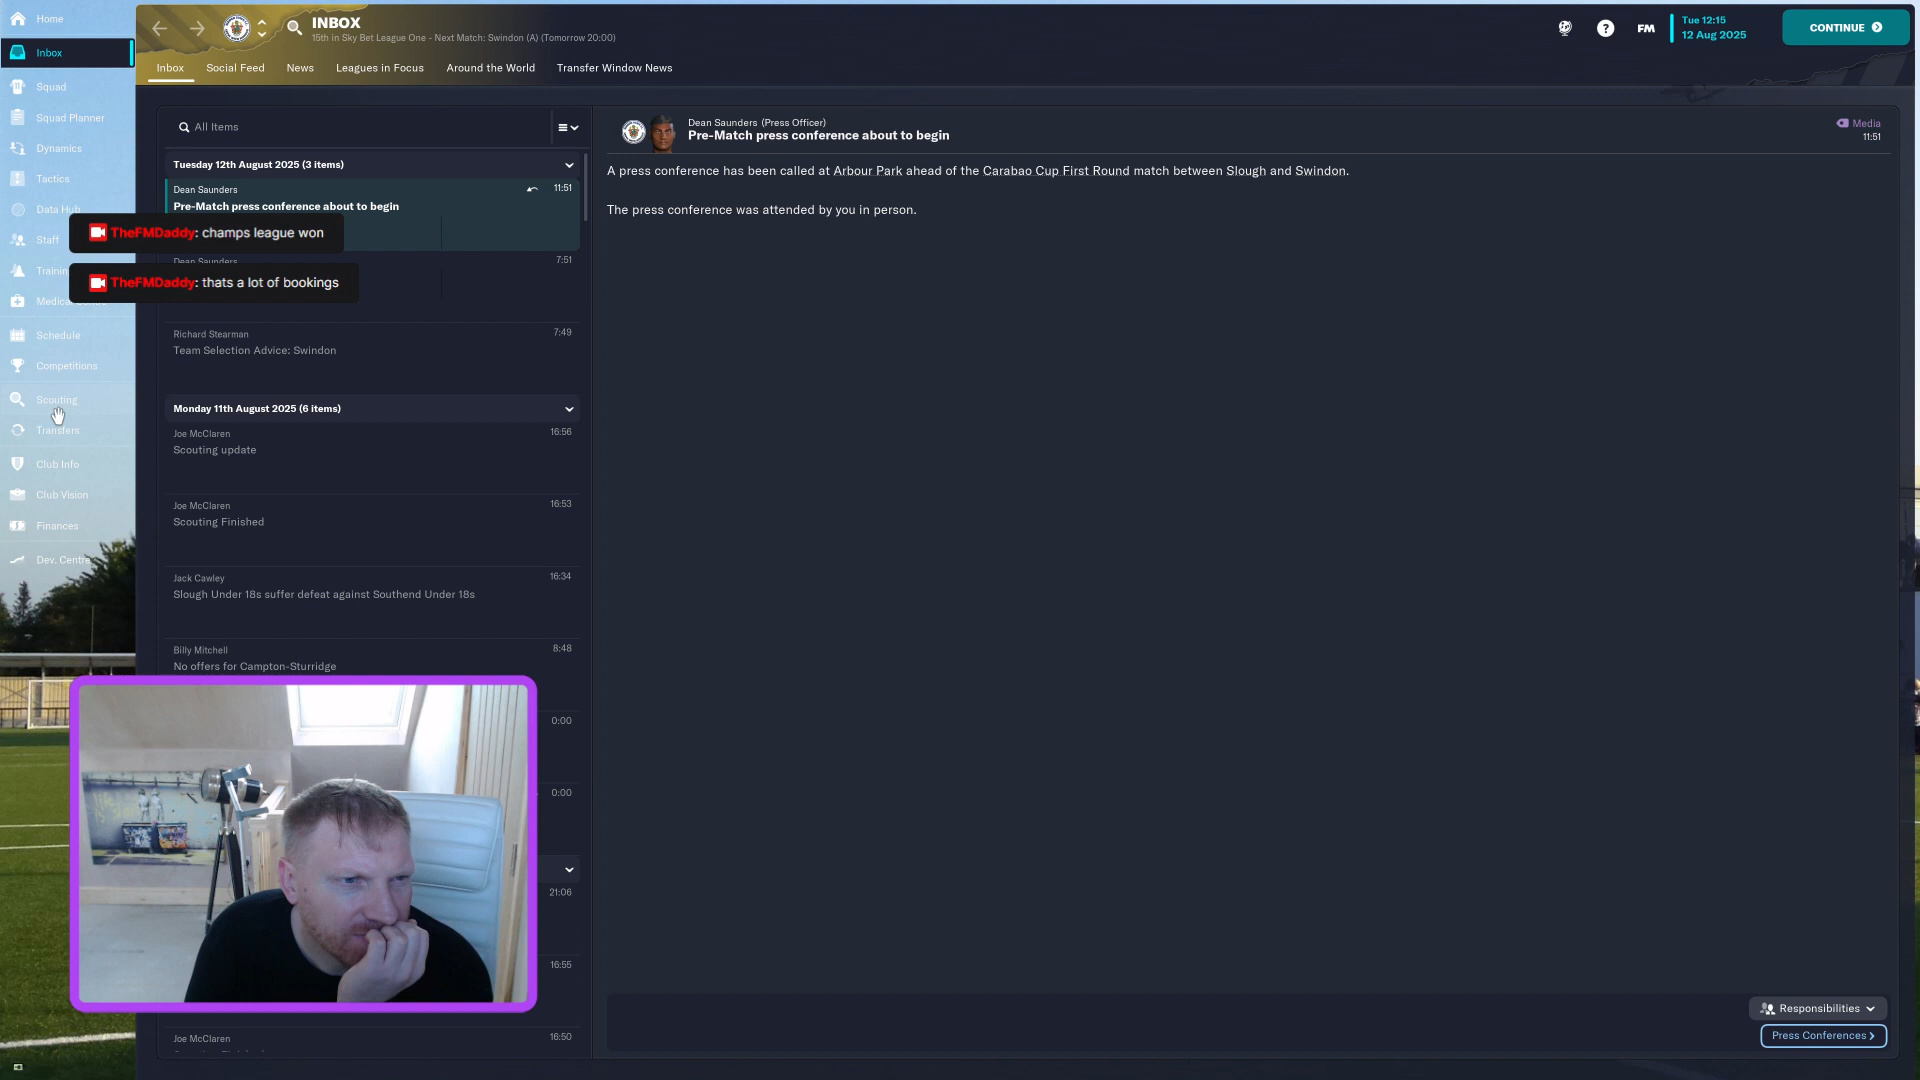 Home
Inbox
Squad
Squad Planner
Dynamics
Tactics
Data Hub
Staff
Medical
Schedule
Competitions
Scouting
Transfers
Club Info
Club Vision
Finances
Dev. Centre
INBOX
15th in Sky Bet League One - Next Match: Swindon (A) (Tomorrow 20:00)
FM
Tue 12:15
12 Aug 2025
CONTINUE
Inbox
Social Feed
News
Leagues in Focus
Around the World
Transfer Window News
All Items
Tuesday 12th August 2025 (3 items)
Dean Saunders
11:51
Pre-Match press conference about to begin
TheFMDaddy: champs league won
Dean Saunders
7:51
TheFMDaddy: thats a lot of bookings
Richard Stearman
7:49
Team Selection Advice: Swindon
Monday 11th August 2025 (6 items)
Joe McClaren
16:56
Scouting update
Joe McClaren
16:53
Scouting Finished
Jack Cawley
16:34
Slough Under 18s suffer defeat against Southend Under 18s
Billy Mitchell
8:48
No offers for Campton-Sturridge
0:00
0:00
21:06
16:55
Joe McClaren
16:50
Dean Saunders (Press Officer)
Pre-Match press conference about to begin
Media
11:51
A press conference has been called at Arbour Park ahead of the Carabao Cup First Round match between Slough and Swindon.
The press conference was attended by you in person.
Responsibilities
Press Conferences